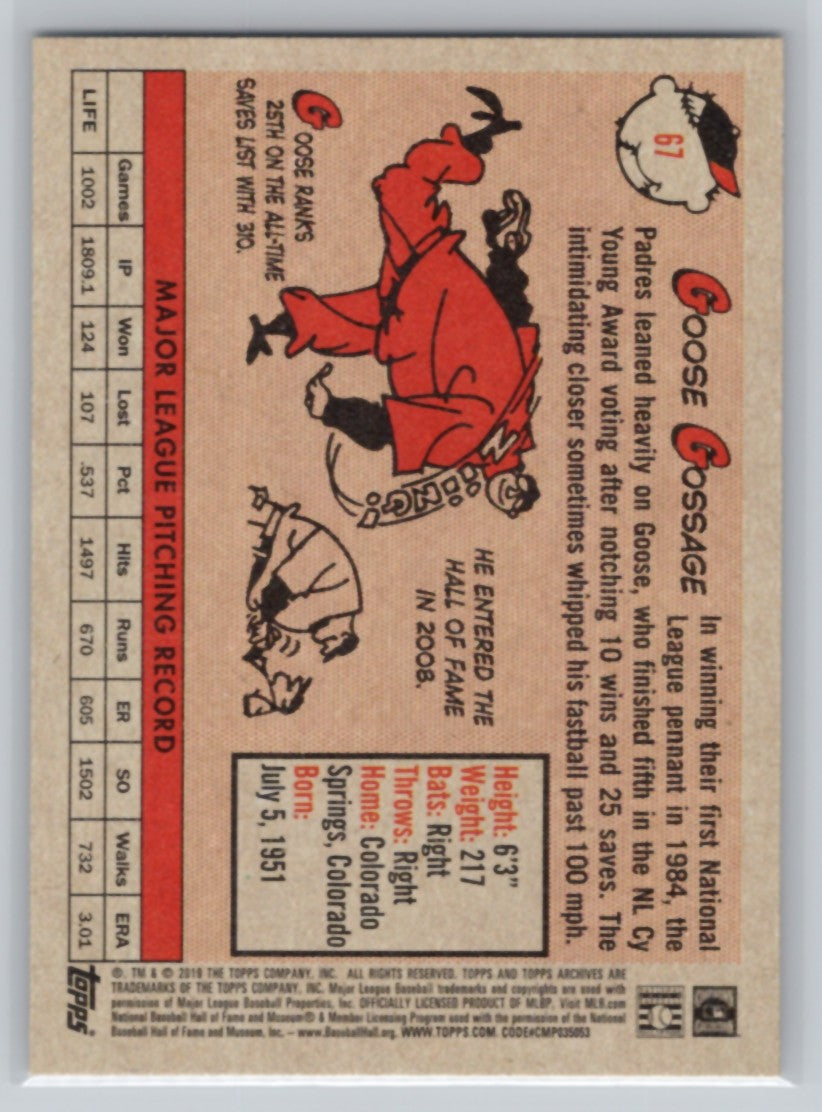 67
GOOSE GOSSAGE
In winning their first National
League pennant in 1984, the
Padres leaned heavily on Goose, who finished fifth in the NL Cy
Young Award voting after notching 10 wins and 25 saves. The
intimidating closer sometimes whipped his fastball past 100 mph.
GOOSE RANKS
25TH ON THE ALL-TIME
SAVES LIST WITH 310.
HE ENTERED THE
HALL OF FAME
IN 2008.
Height: 6'3"
Weight: 217
Bats: Right
Throws: Right
Home: Colorado
Springs, Colorado
Born:
July 5, 1951
MAJOR LEAGUE PITCHING RECORD
Games IP Won Lost Pct Hits Runs ER SO Walks ERA
LIFE 1002 1809.1 124 107 .537 1497 670 605 1502 732 3.01
®, TM & © 2019 THE TOPPS COMPANY, INC. ALL RIGHTS RESERVED. TOPPS AND TOPPS ARCHIVES ARE
TRADEMARKS OF THE TOPPS COMPANY, INC. Major League Baseball trademarks and copyrights are used with
permission of Major League Baseball Properties, Inc. OFFICIALLY LICENSED PRODUCT OF MLBP. Visit MLB.com
National Baseball Hall of Fame and Museum® & Member Licensing Program used with the permission of the National
Baseball Hall of Fame and Museum, Inc. – www.BaseballHall.org. WWW.TOPPS.COM. CODE#CMP035053
topps®